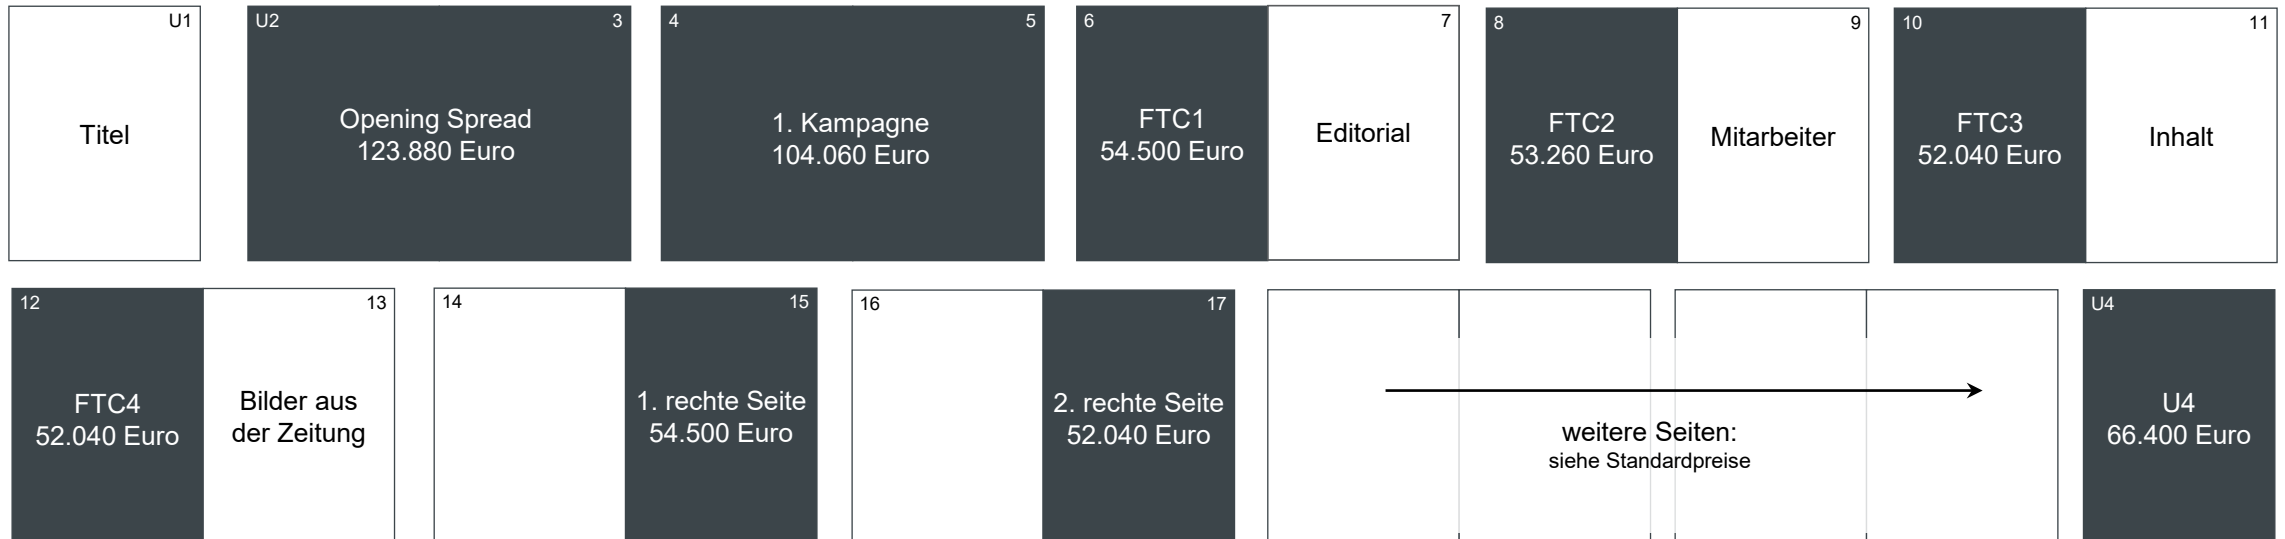 U1
Titel
U2
3
Opening Spread
123.880 Euro
4
5
1. Kampagne
104.060 Euro
6
FTC1
54.500 Euro
7
Editorial
8
FTC2
53.260 Euro
9
Mitarbeiter
10
FTC3
52.040 Euro
11
Inhalt
12
FTC4
52.040 Euro
13
Bilder aus
der Zeitung
14
15
1. rechte Seite
54.500 Euro
16
17
2. rechte Seite
52.040 Euro
weitere Seiten:
siehe Standardpreise
U4
U4
66.400 Euro